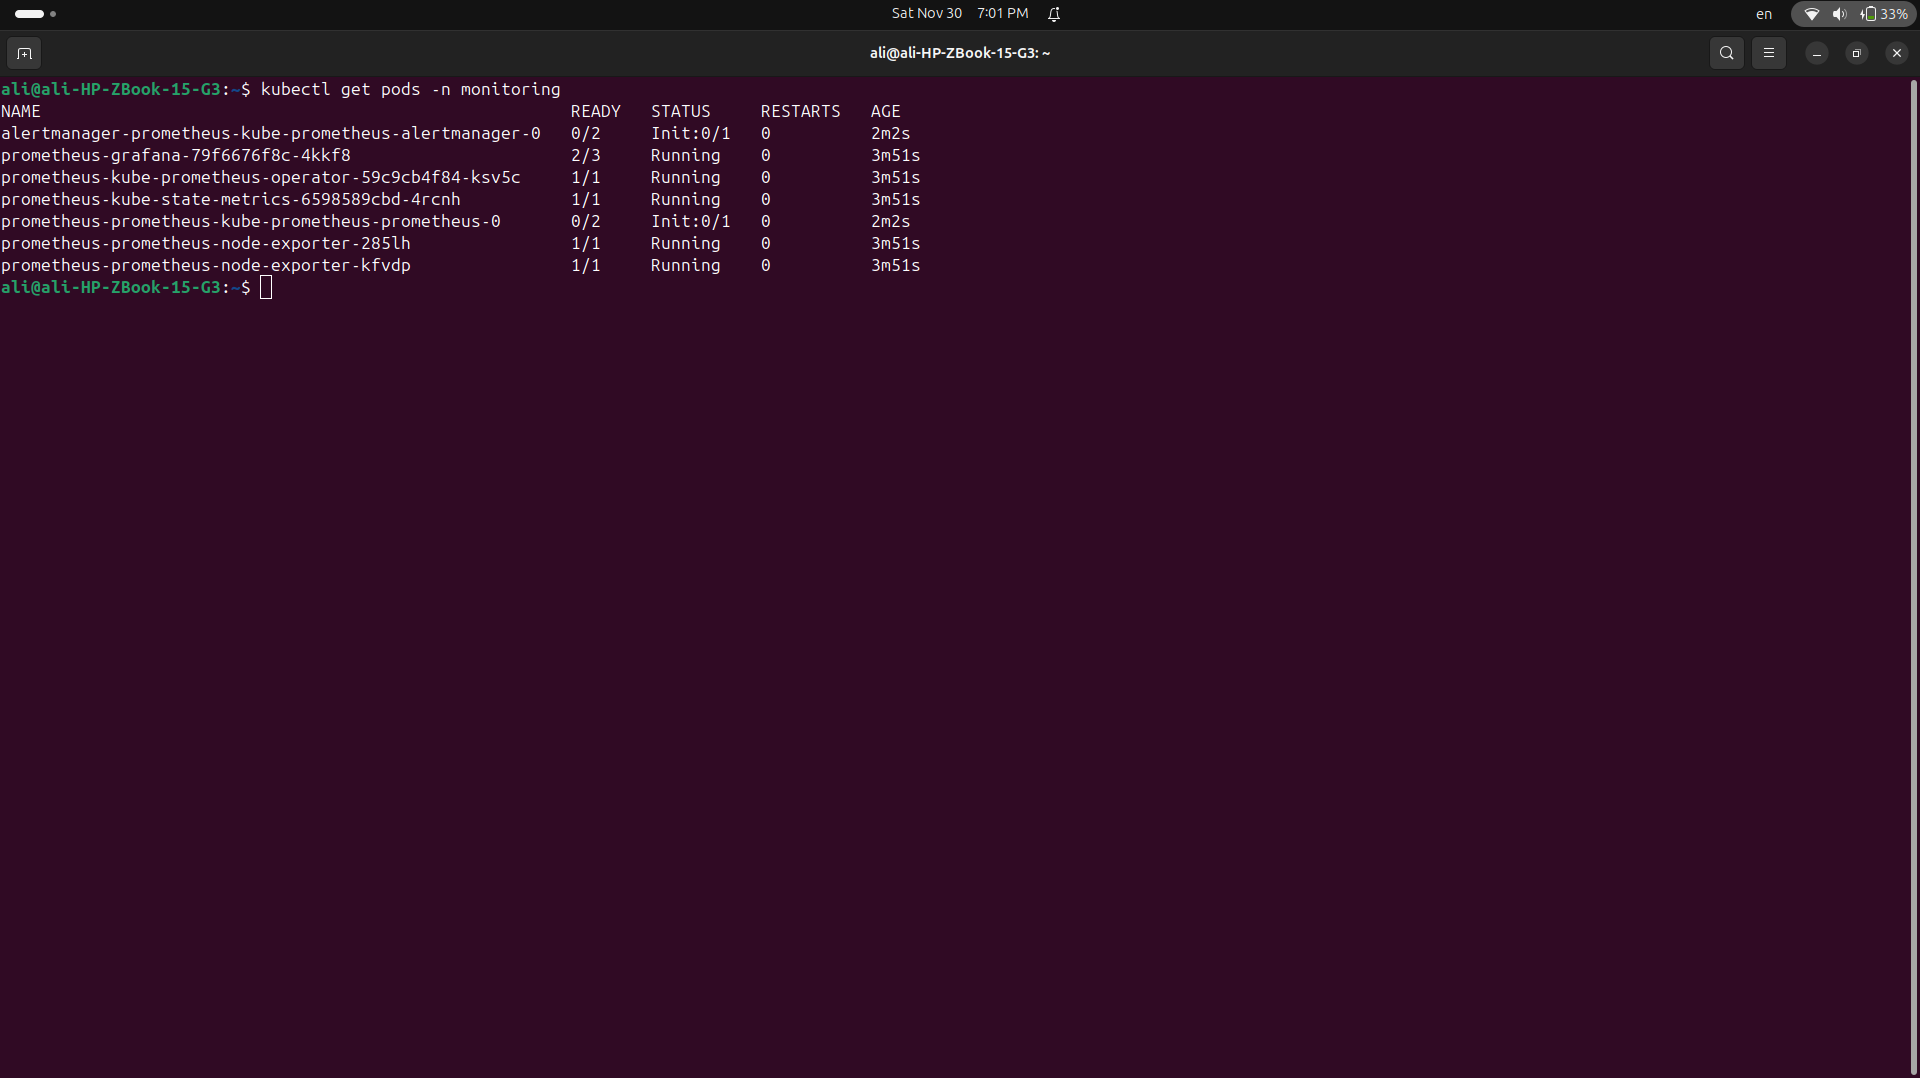 Sat Nov 30 7:01 PM en 33%
ali@ali-HP-ZBook-15-G3: ~
ali@ali-HP-ZBook-15-G3:~$ kubectl get pods -n monitoring
NAME READY STATUS RESTARTS AGE
alertmanager-prometheus-kube-prometheus-alertmanager-0 0/2 Init:0/1 0 2m2s
prometheus-grafana-79f6676f8c-4kkf8 2/3 Running 0 3m51s
prometheus-kube-prometheus-operator-59c9cb4f84-ksv5c 1/1 Running 0 3m51s
prometheus-kube-state-metrics-6598589cbd-4rcnh 1/1 Running 0 3m51s
prometheus-prometheus-kube-prometheus-prometheus-0 0/2 Init:0/1 0 2m2s
prometheus-prometheus-node-exporter-285lh 1/1 Running 0 3m51s
prometheus-prometheus-node-exporter-kfvdp 1/1 Running 0 3m51s
ali@ali-HP-ZBook-15-G3:~$